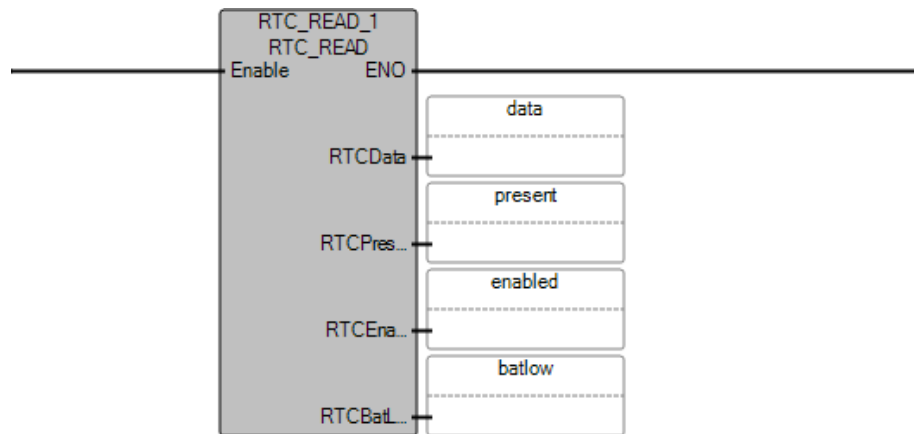 RTC_READ_1
RTC_READ
Enable ENO
data
RTCData
present
RTCPres...
enabled
RTCEna...
batlow
RTCBatL...